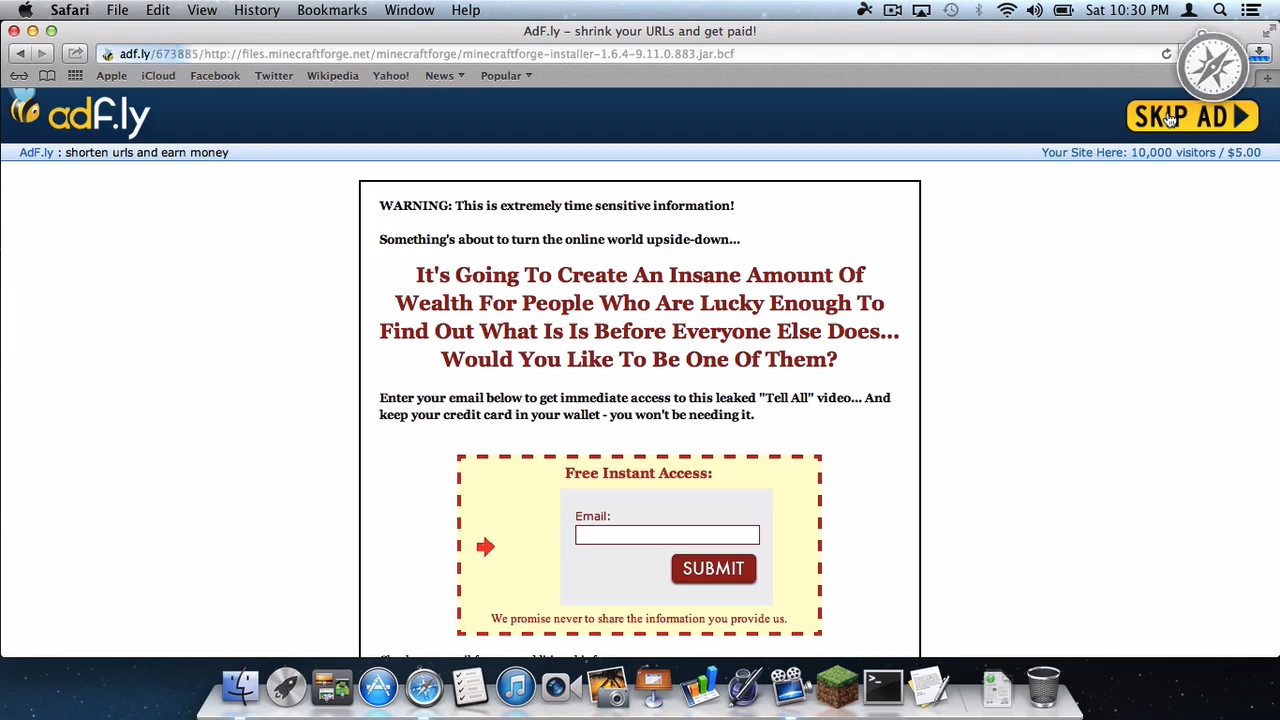 Safari File Edit View History Bookmarks Window Help Sat 10:30 PM
AdF.ly – shrink your URLs and get paid!
adf.ly/673885/http://files.minecraftforge.net/minecraftforge/minecraftforge-installer-1.6.4-9.11.0.883.jar.bcf
Apple iCloud Facebook Twitter Wikipedia Yahoo! News Popular
adf.ly
SKIP AD
AdF.ly : shorten urls and earn money
Your Site Here: 10,000 visitors / $5.00
WARNING: This is extremely time sensitive information!
Something's about to turn the online world upside-down...
It's Going To Create An Insane Amount Of
Wealth For People Who Are Lucky Enough To
Find Out What Is Is Before Everyone Else Does...
Would You Like To Be One Of Them?
Enter your email below to get immediate access to this leaked "Tell All" video... And
keep your credit card in your wallet - you won't be needing it.
Free Instant Access:
Email:
SUBMIT
We promise never to share the information you provide us.